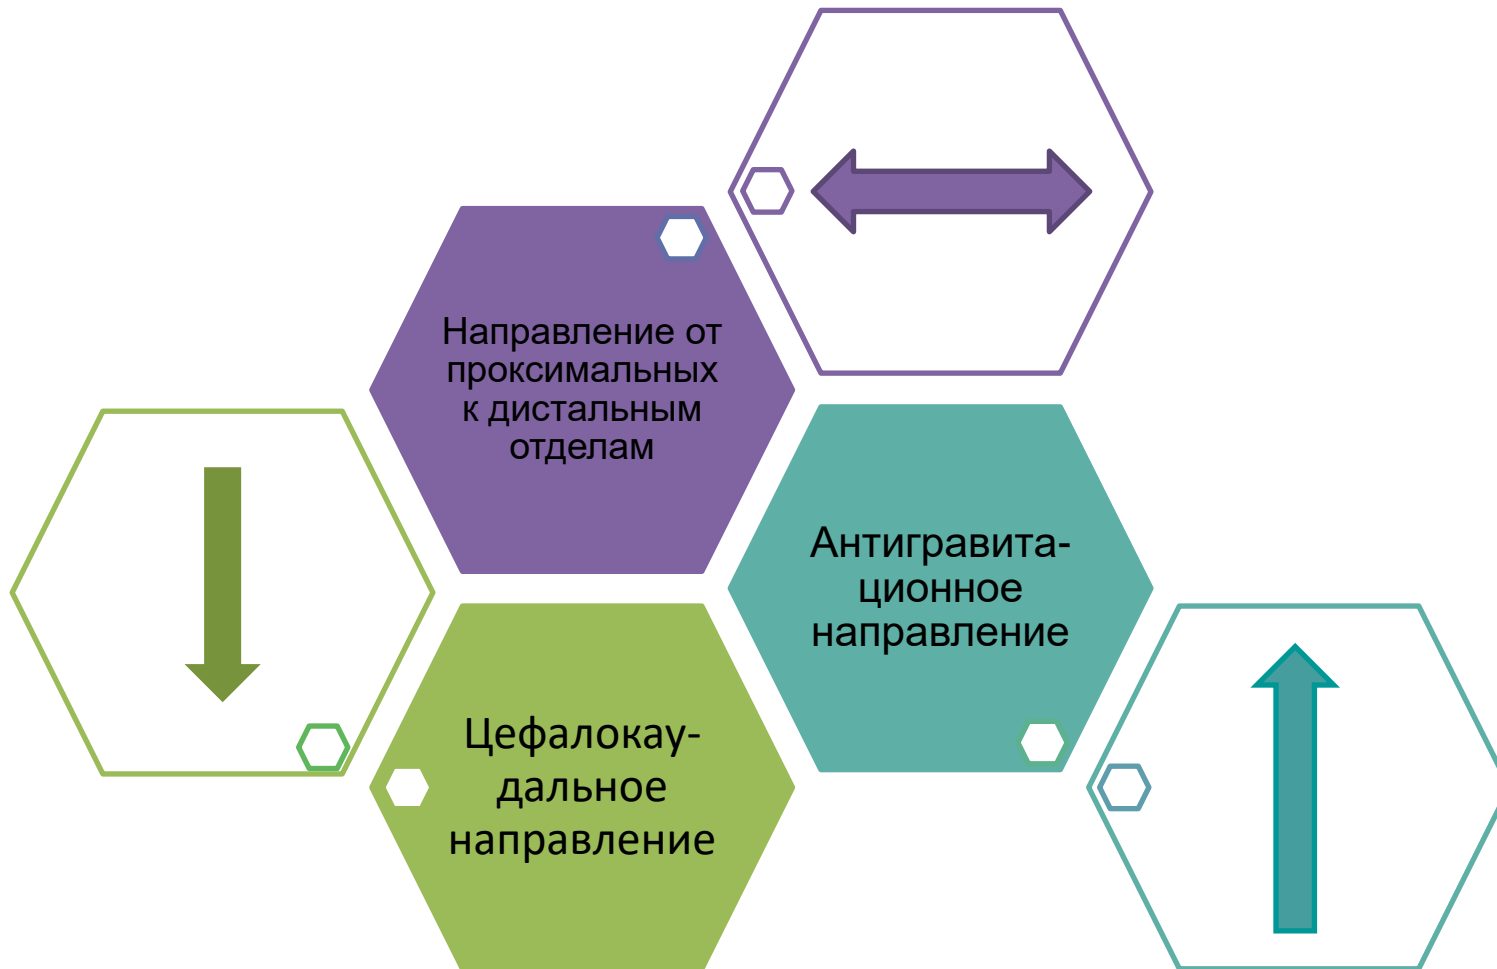 Направление от
проксимальных
к дистальным
отделам
Антигравита-
ционное
направление
Цефалокау-
дальное
направление